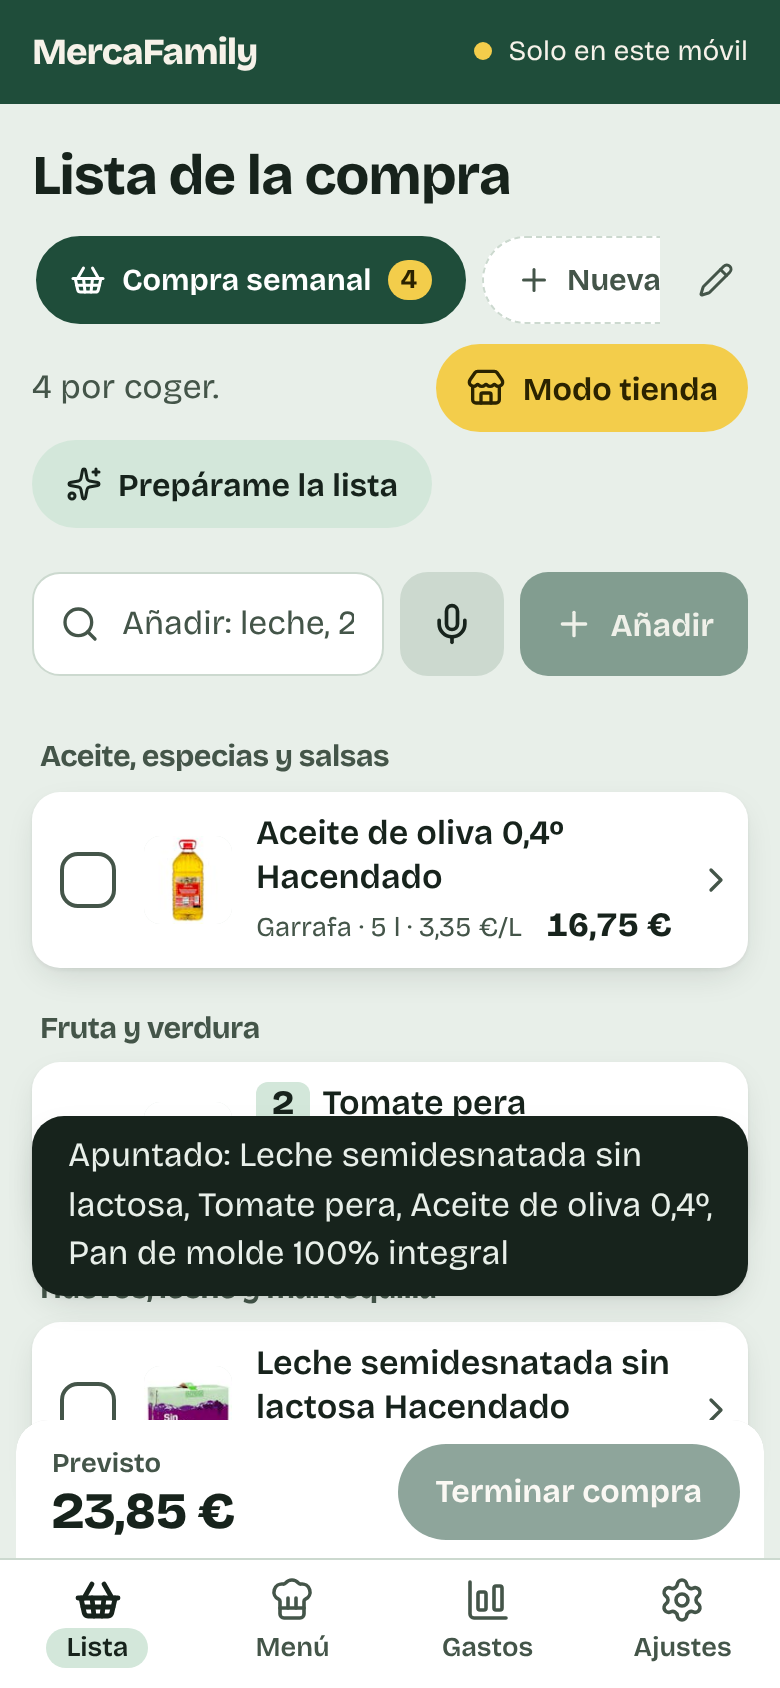 MercaFamily
Solo en este móvil
Lista de la compra
Compra semanal 4
+ Nueva
4 por coger.
Modo tienda
Prepárame la lista
Añadir: leche, 2
+ Añadir
Aceite, especias y salsas
Aceite de oliva 0,4º
Hacendado
Garrafa · 5 l · 3,35 €/L 16,75 €
Fruta y verdura
2 Tomate pera
Apuntado: Leche semidesnatada sin
lactosa, Tomate pera, Aceite de oliva 0,4º,
Pan de molde 100% integral
Huevos, leche y mantequilla
Leche semidesnatada sin
lactosa Hacendado
Sin
Previsto
23,85 €
Terminar compra
Lista
Menú
Gastos
Ajustes